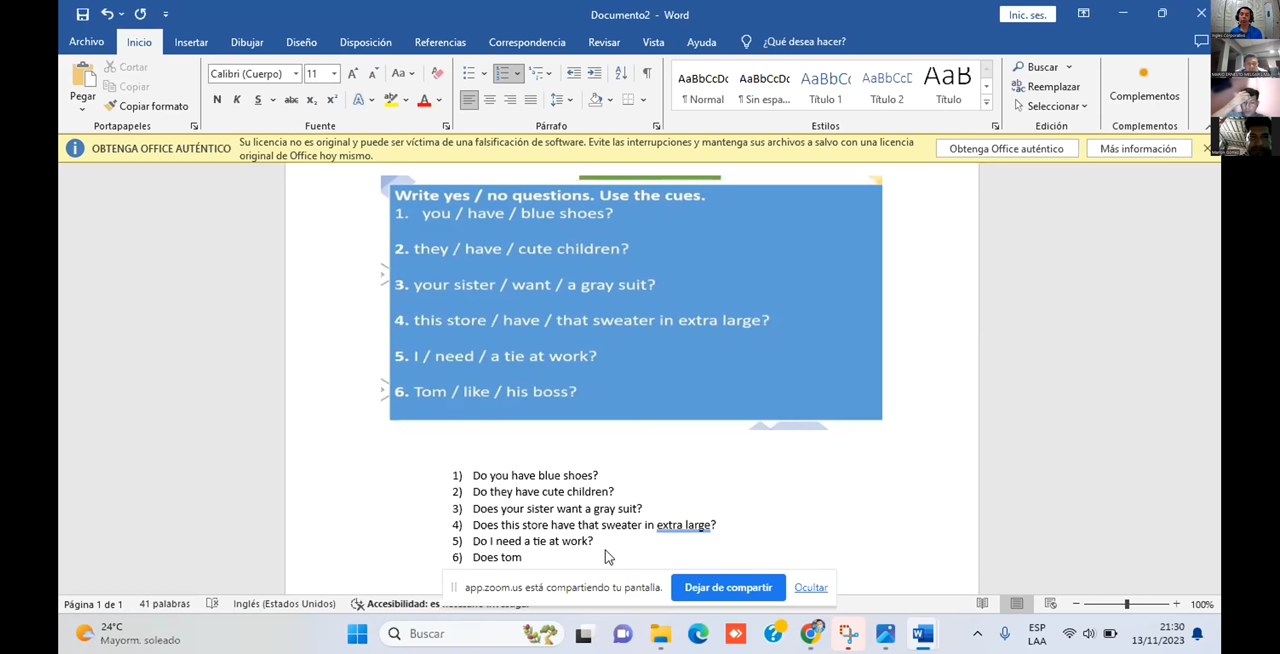 Documento2 - Word
Inic. ses.
Archivo Inicio Insertar Dibujar Diseño Disposición Referencias Correspondencia Revisar Vista Ayuda ¿Qué desea hacer?
Pegar
Cortar
Copiar
Copiar formato
Portapapeles
Calibri (Cuerpo) 11
Fuente
Párrafo
AaBbCcDc AaBbCcDc AaBbCc AaBbCcD AaB
¶ Normal ¶ Sin espa... Título 1 Título 2 Título
Estilos
Buscar
Reemplazar
Seleccionar
Edición
Complementos
Complementos
Ingles Corporativo
OBTENGA OFFICE AUTÉNTICO Su licencia no es original y puede ser víctima de una falsificación de software. Evite las interrupciones y mantenga sus archivos a salvo con una licencia
original de Office hoy mismo.
Obtenga Office auténtico
Más información
Write yes / no questions. Use the cues.
1. you / have / blue shoes?
2. they / have / cute children?
3. your sister / want / a gray suit?
4. this store / have / that sweater in extra large?
5. I / need / a tie at work?
6. Tom / like / his boss?
1) Do you have blue shoes?
2) Do they have cute children?
3) Does your sister want a gray suit?
4) Does this store have that sweater in extra large?
5) Do I need a tie at work?
6) Does tom
app.zoom.us está compartiendo tu pantalla. Dejar de compartir Ocultar
Página 1 de 1 41 palabras Inglés (Estados Unidos) Accesibilidad: es
100%
24°C
Mayorm. soleado
Buscar
ESP
LAA
21:30
13/11/2023